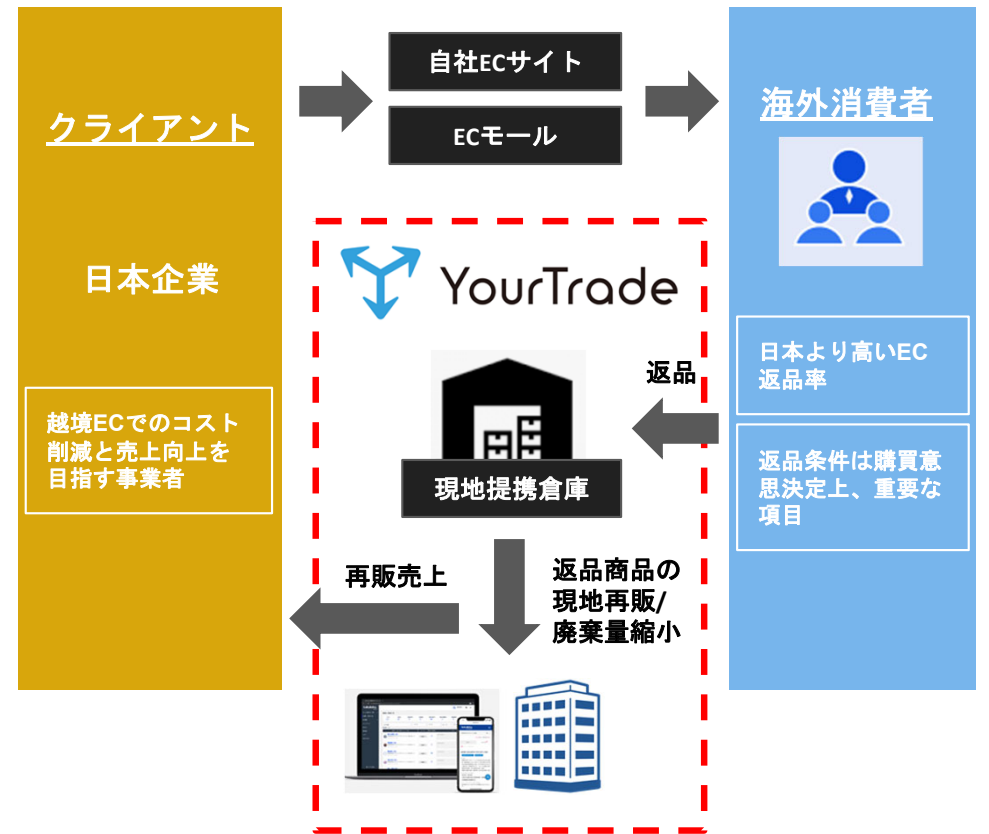 自社ECサイト
ECモール
クライアント
日本企業
越境ECでのコスト
削減と売上向上を
目指す事業者
海外消費者
日本より高いEC
返品率
返品条件は購買意
思決定上、重要な
項目
YourTrade
返品
現地提携倉庫
再販売上
返品商品の
現地再販/
廃棄量縮小